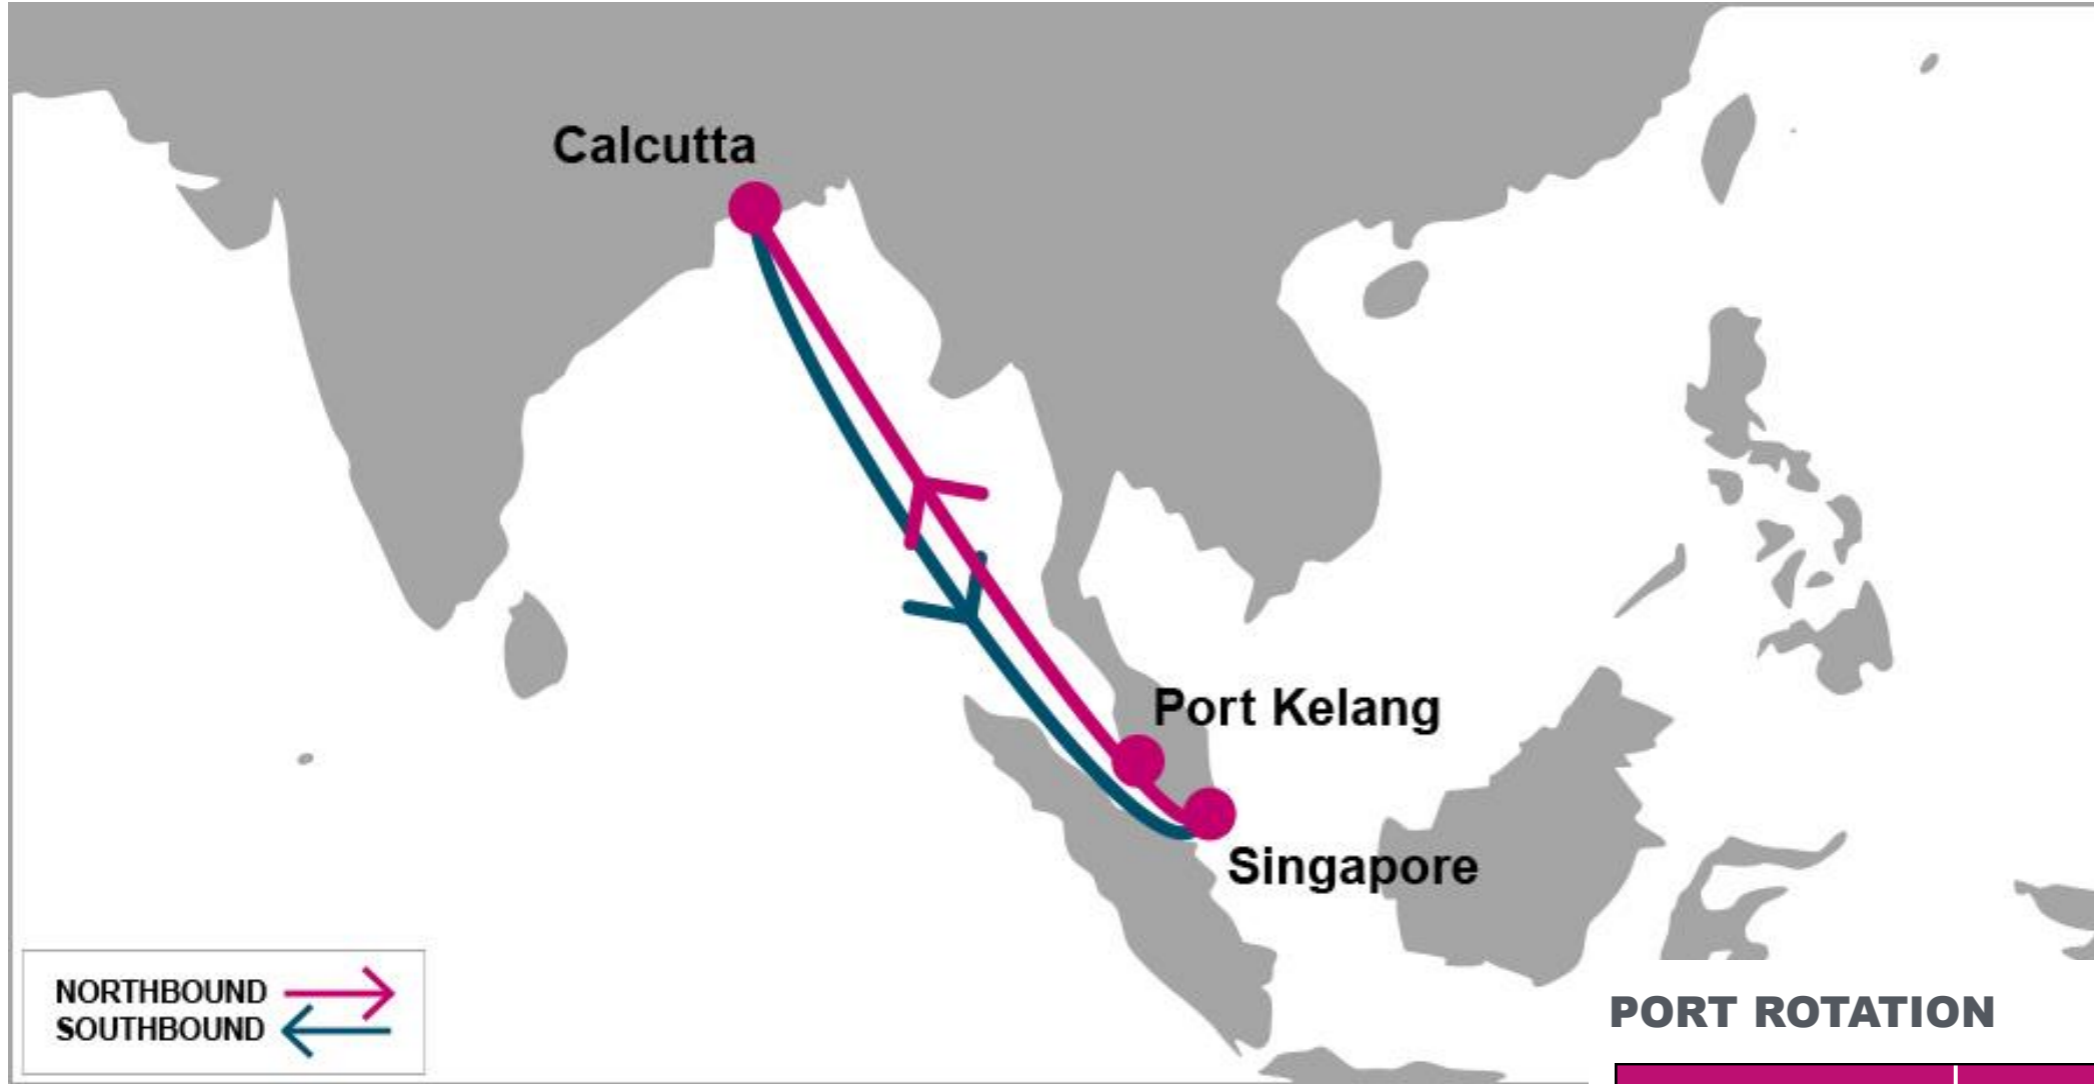 Calcutta
Port Kelang
Singapore
NORTHBOUND
SOUTHBOUND
PORT ROTATION